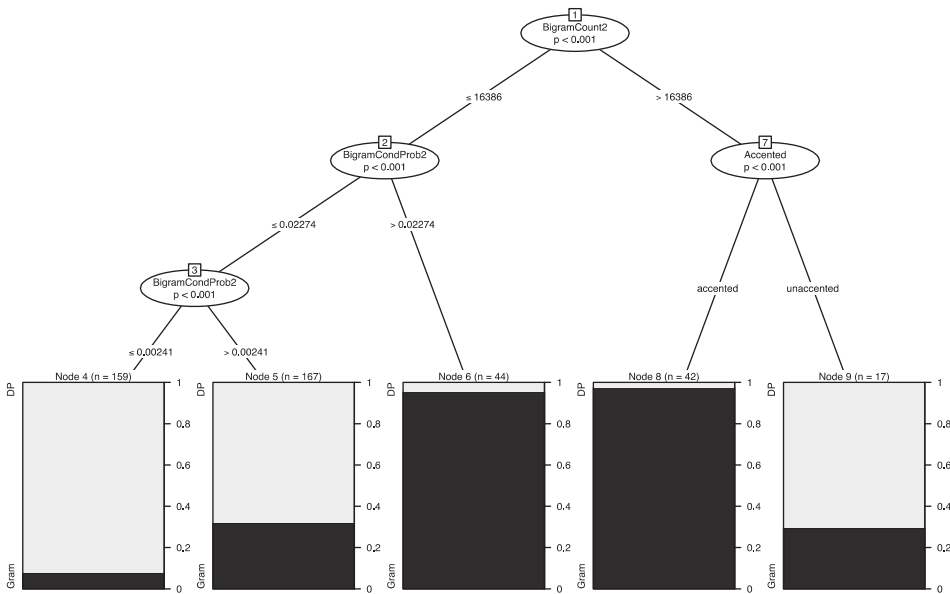 1
BigramCount2
p < 0.001
≤ 16386
> 16386
2
BigramCondProb2
p < 0.001
7
Accented
p < 0.001
≤ 0.02274
> 0.02274
3
BigramCondProb2
p < 0.001
accented
unaccented
≤ 0.00241
> 0.00241
Node 4 (n = 159)
DP
Gram
1
0.8
0.6
0.4
0.2
0
Node 5 (n = 167)
DP
Gram
1
0.8
0.6
0.4
0.2
0
Node 6 (n = 44)
DP
Gram
1
0.8
0.6
0.4
0.2
0
Node 8 (n = 42)
DP
Gram
1
0.8
0.6
0.4
0.2
0
Node 9 (n = 17)
DP
Gram
1
0.8
0.6
0.4
0.2
0